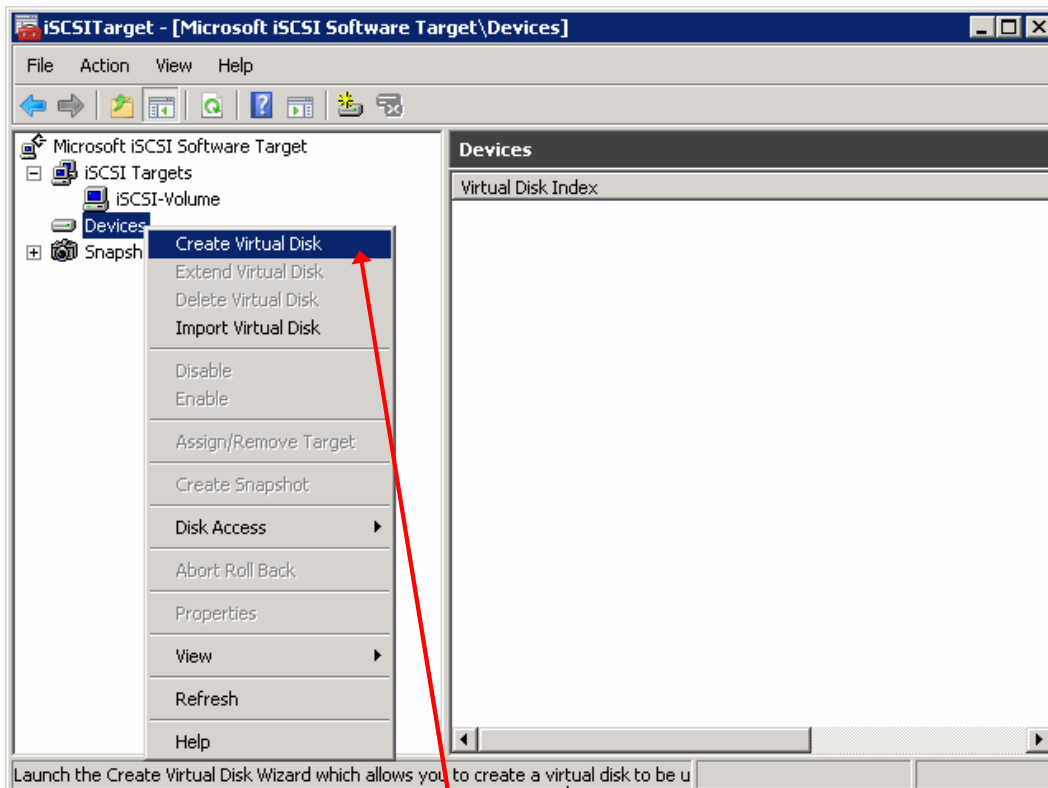 iSCSITarget - [Microsoft iSCSI Software Target\Devices]
File Action View Help
Microsoft iSCSI Software Target
iSCSI Targets
iSCSI-Volume
Devices
Snapsh
Create Virtual Disk
Extend Virtual Disk
Delete Virtual Disk
Import Virtual Disk
Disable
Enable
Assign/Remove Target
Create Snapshot
Disk Access
Abort Roll Back
Properties
View
Refresh
Help
Devices
Virtual Disk Index
Launch the Create Virtual Disk Wizard which allows you to create a virtual disk to be u